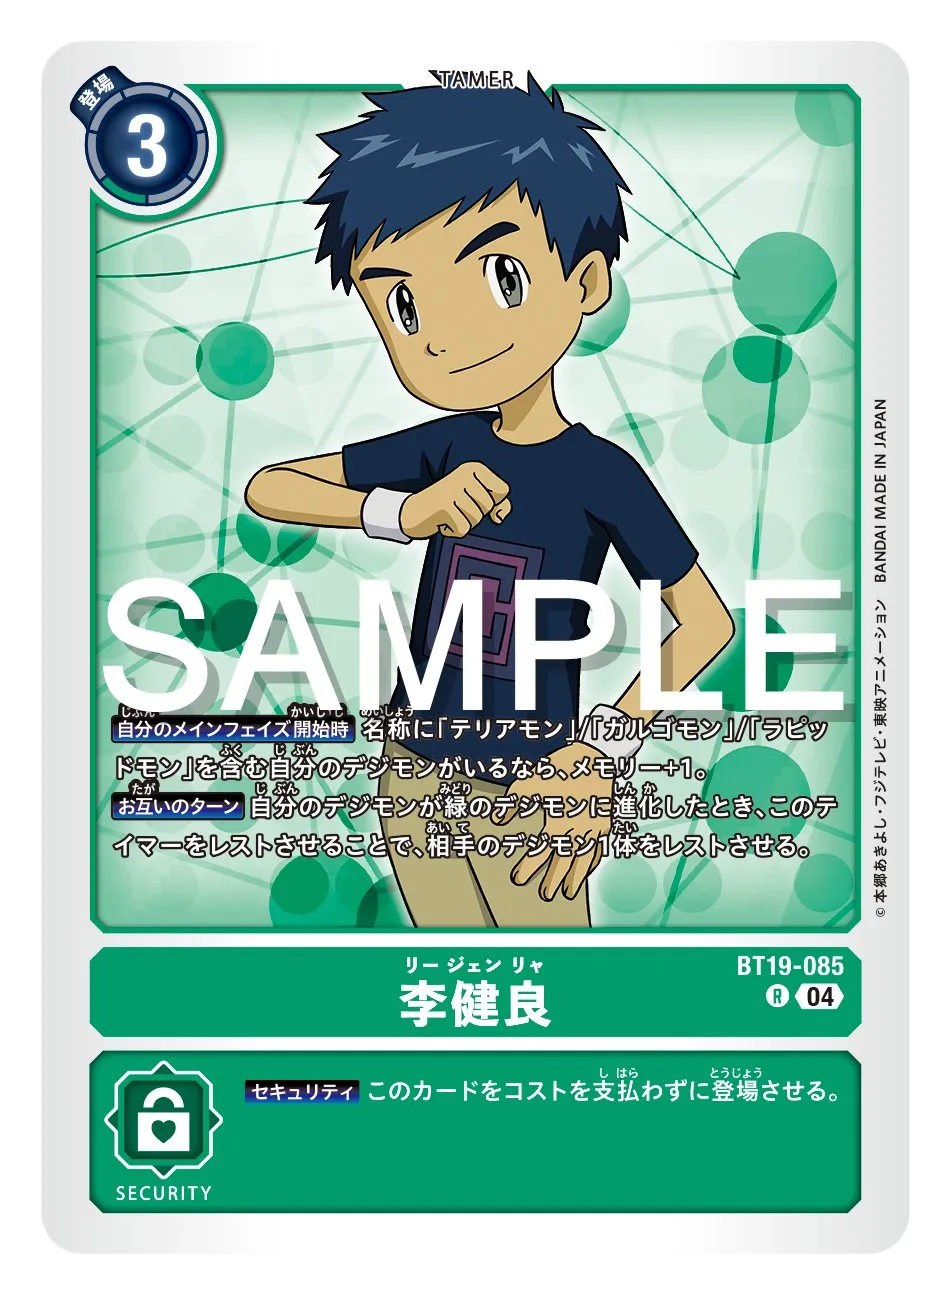 TAMER
登場
3
SAMPLE
自分のメインフェイズ開始時 名称に「テリアモン」/「ガルゴモン」/「ラピッ
ドモン」を含む自分のデジモンがいるなら、メモリー+1。
お互いのターン 自分のデジモンが緑のデジモンに進化したとき、このテ
イマーをレストさせることで、相手のデジモン1体をレストさせる。
©本郷あきよし・フジテレビ・東映アニメーション BANDAI MADE IN JAPAN
リー ジェン リャ
李健良
BT19-085
R 04
セキュリティ このカードをコストを支払わずに登場させる。
SECURITY